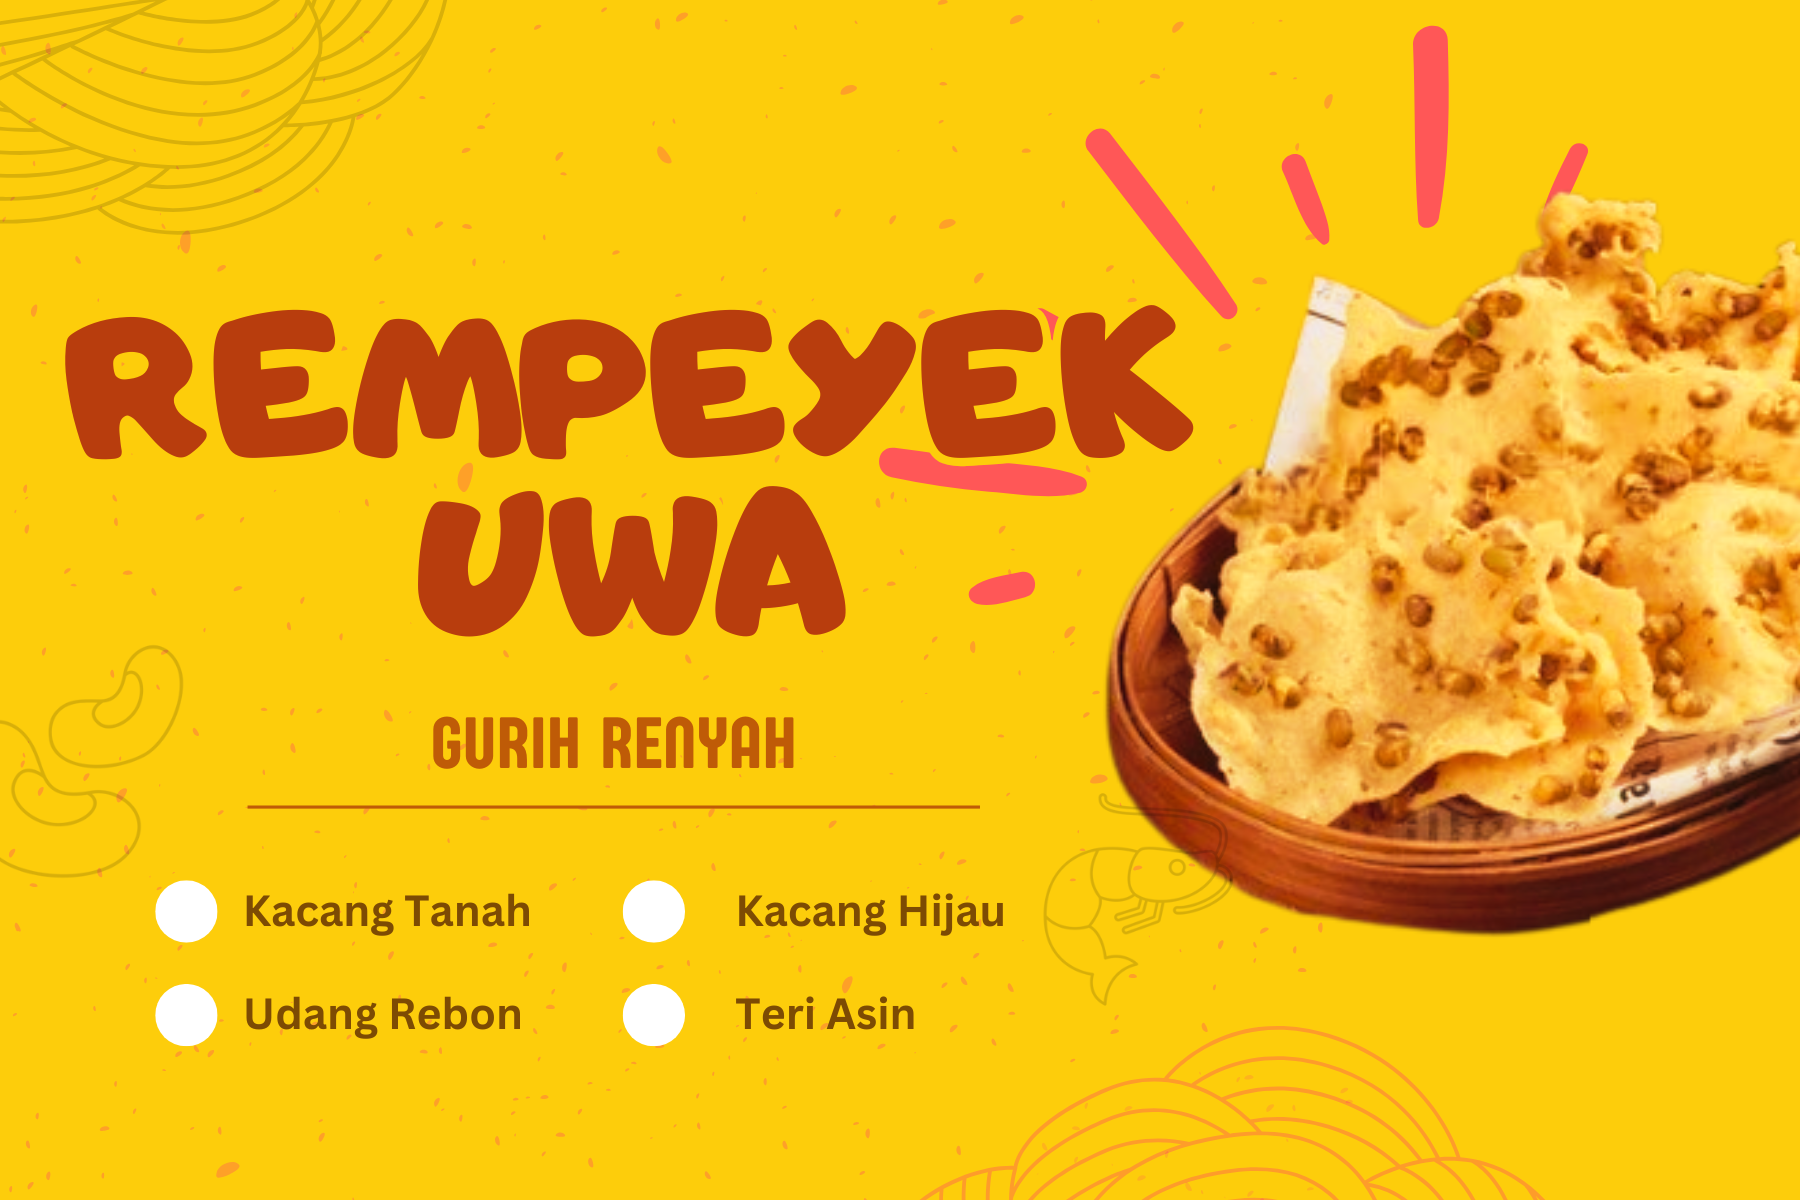 REMPEYEK
UWA
GURIH RENYAH
Kacang Tanah
Kacang Hijau
Udang Rebon
Teri Asin